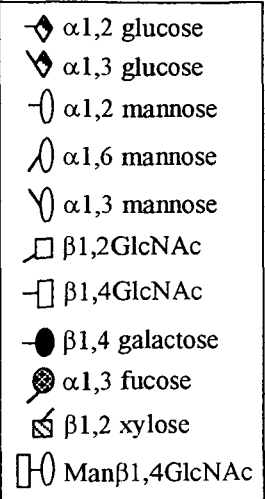 α1,2 glucose
α1,3 glucose
α1,2 mannose
α1,6 mannose
α1,3 mannose
β1,2GlcNAc
β1,4GlcNAc
β1,4 galactose
α1,3 fucose
β1,2 xylose
Manβ1,4GlcNAc